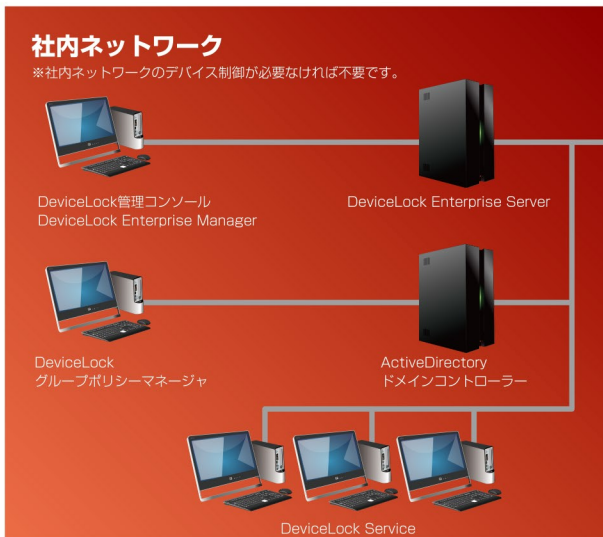 社内ネットワーク
※社内ネットワークのデバイス制御が必要なければ不要です。
DeviceLock管理コンソール
DeviceLock Enterprise Manager
DeviceLock Enterprise Server
DeviceLock
グループポリシーマネージャ
ActiveDirectory
ドメインコントローラー
DeviceLock Service